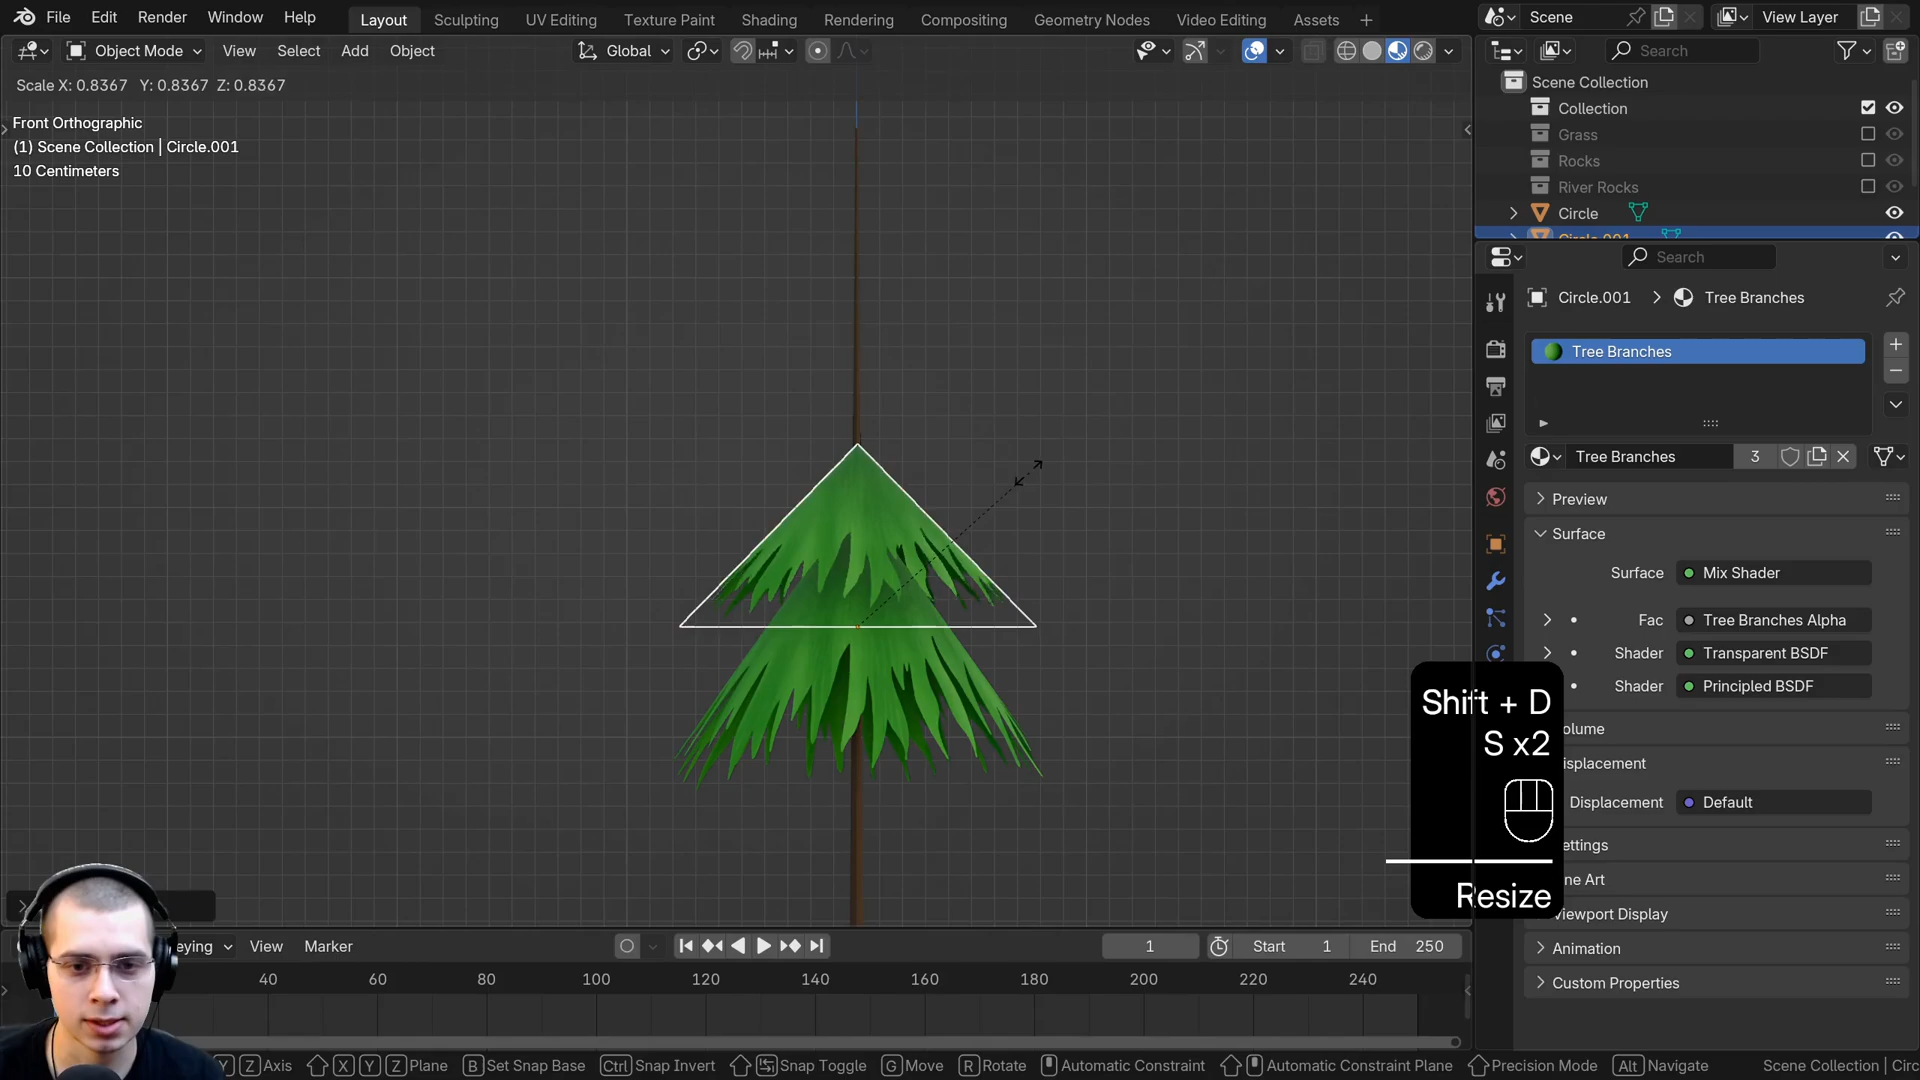 File Edit Render Window Help
Layout Sculpting UV Editing Texture Paint Shading Rendering Compositing Geometry Nodes Video Editing Assets
Scene View Layer
Object Mode View Select Add Object Global
Search
Scale X: 0.8367 Y: 0.8367 Z: 0.8367
Scene Collection
Front Orthographic
(1) Scene Collection | Circle.001
10 Centimeters
Collection
Grass
Rocks
River Rocks
Circle
Circle.001
Search
Circle.001 > Tree Branches
Tree Branches
Tree Branches 3
Preview
Surface
Surface Mix Shader
Fac Tree Branches Alpha
Shader Transparent BSDF
Shader Principled BSDF
olume
isplacement
Displacement Default
ettings
ine Art
Viewport Display
Animation
Custom Properties
Shift + D
S x2
Resize
eying View Marker
1 Start 1 End 250
40 60 80 100 120 140 160 180 200 220 240
Y Z Axis X Y Z Plane B Set Snap Base Ctrl Snap Invert Snap Toggle G Move R Rotate Automatic Constraint Automatic Constraint Plane Precision Mode Alt Navigate Scene Collection | Circ